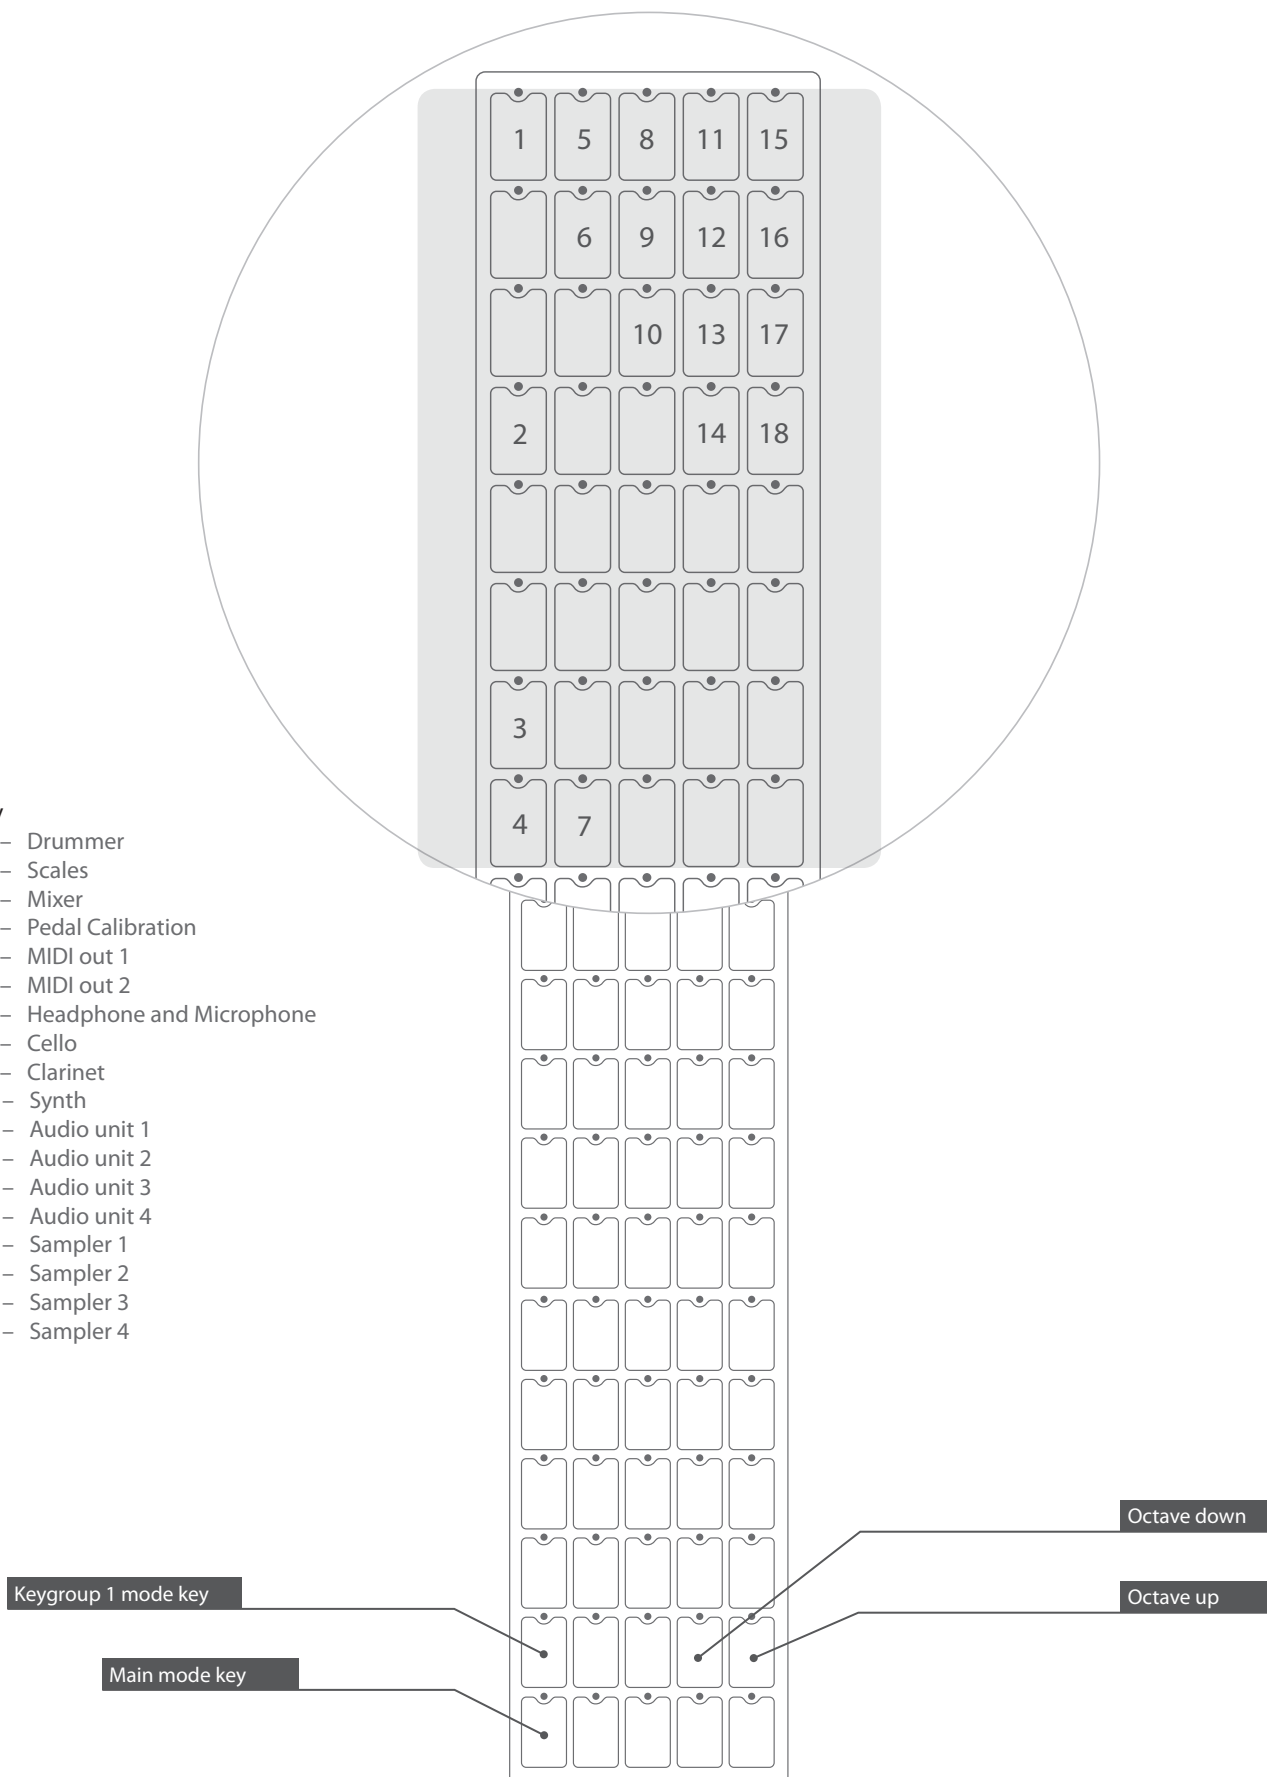 1 5 8 11 15
6 9 12 16
10 13 17
2 14 18
3
4 7
– Drummer
– Scales
– Mixer
– Pedal Calibration
– MIDI out 1
– MIDI out 2
– Headphone and Microphone
– Cello
– Clarinet
– Synth
– Audio unit 1
– Audio unit 2
– Audio unit 3
– Audio unit 4
– Sampler 1
– Sampler 2
– Sampler 3
– Sampler 4
Octave down
Keygroup 1 mode key
Octave up
Main mode key